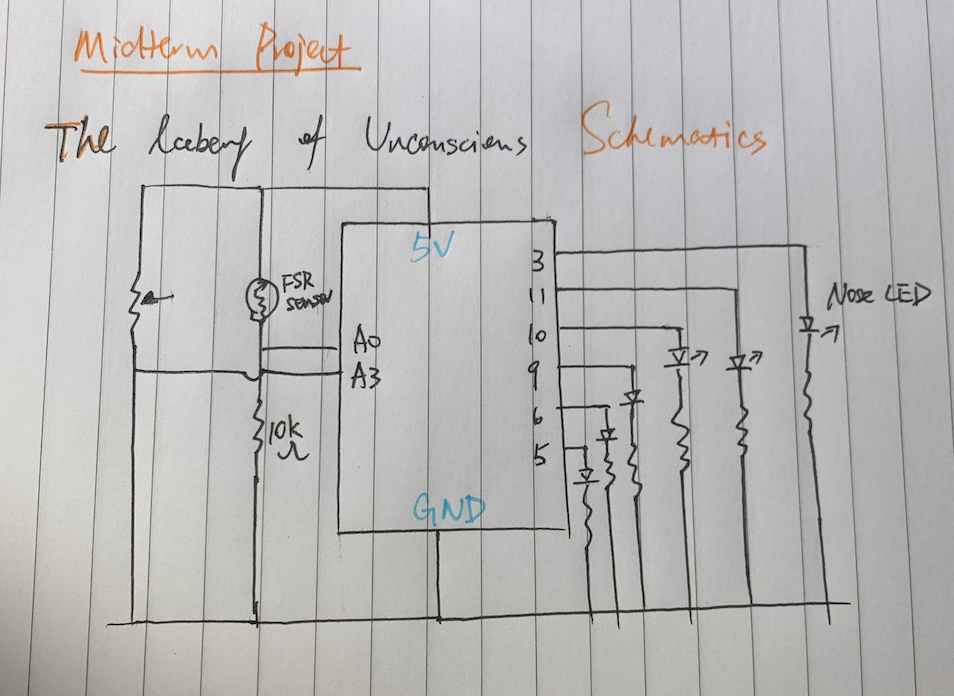 Midterm Project
The Iceberg of Unconsciens Schematics
5V
3
11
Nose LED
FSR
sensor
10
A0
9
A3
6
10k
Ω
5
GND